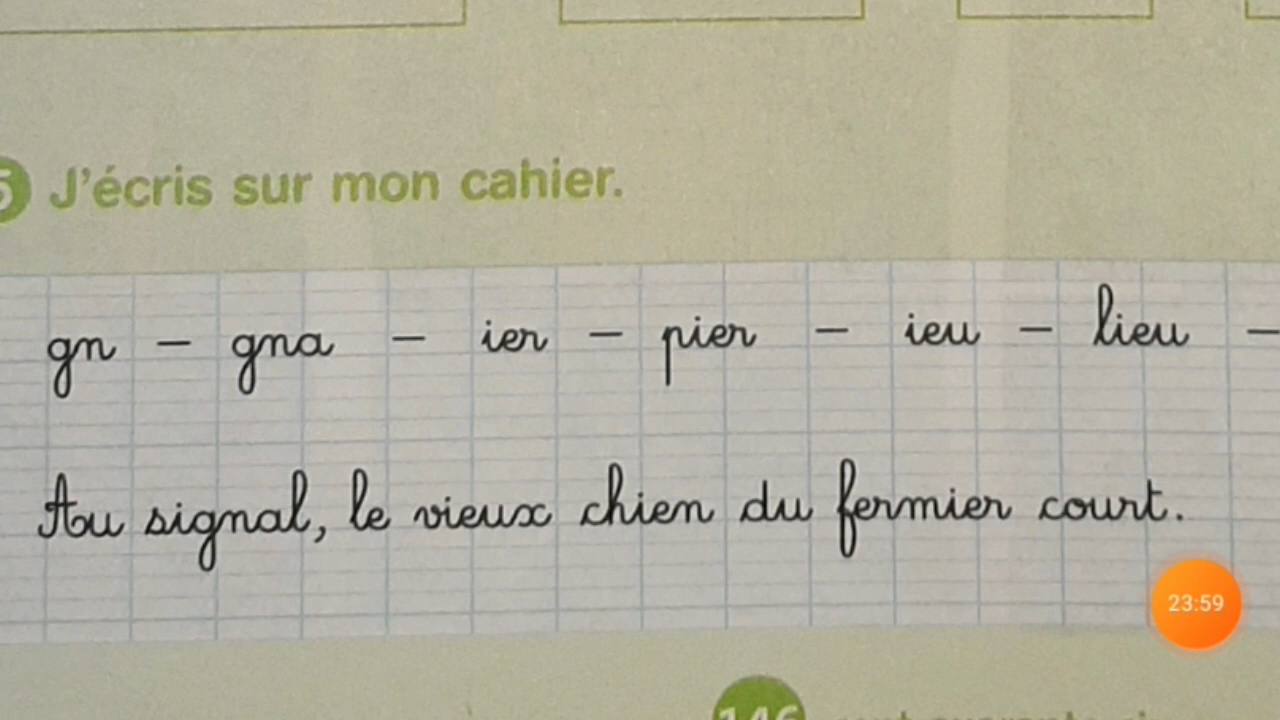 5 J'écris sur mon cahier.
gn – gna – ier – pier – ieu – lieu –
Au signal, le vieux chien du fermier court.
23:59
146